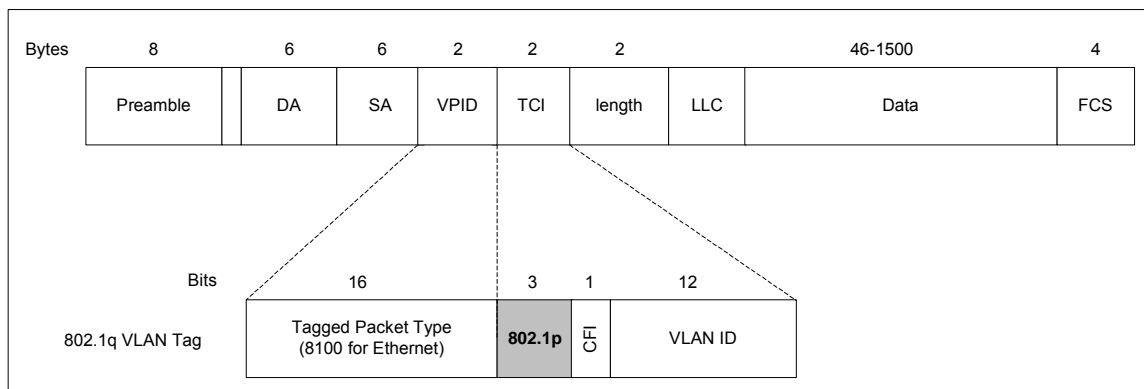 Bytes 8 6 6 2 2 2 46-1500 4
Preamble DA SA VPID TCI length LLC Data FCS
Bits 16 3 1 12
802.1q VLAN Tag
Tagged Packet Type
(8100 for Ethernet)
802.1p
CFI
VLAN ID